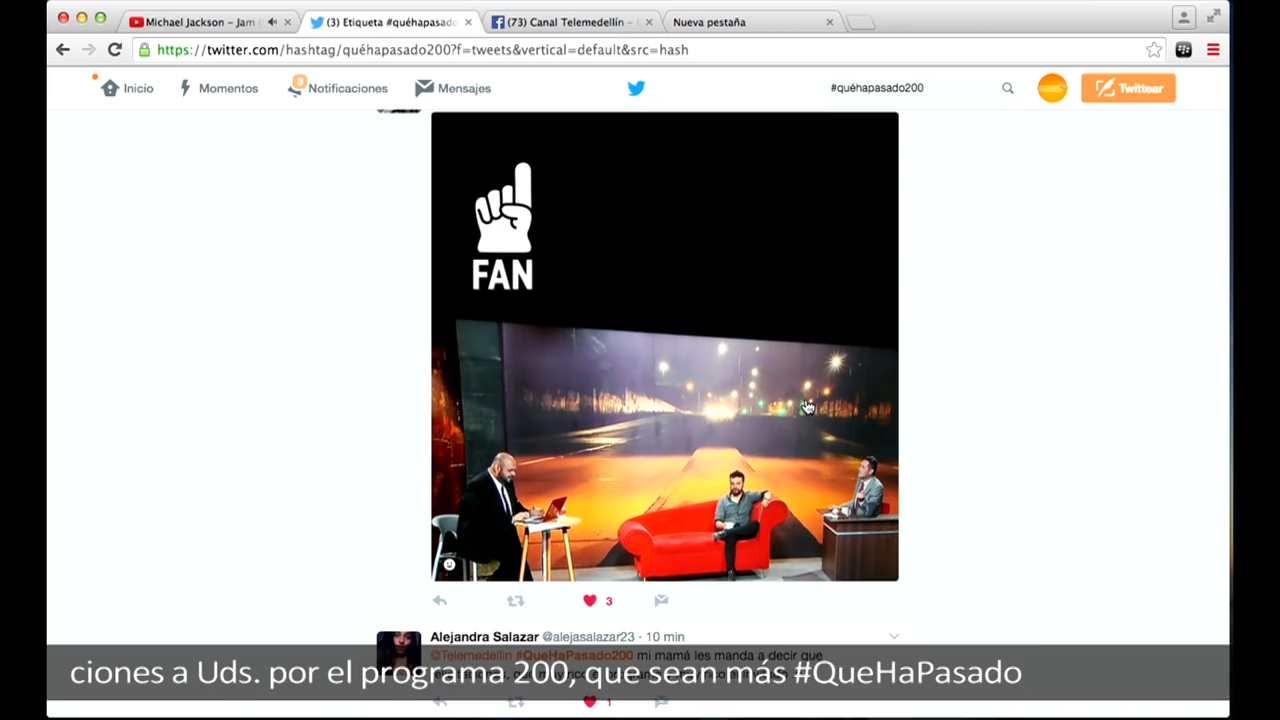 Michael Jackson – Jam
(3) Etiqueta #quéhapasado
(73) Canal Telemedellín –
Nueva pestaña
https://twitter.com/hashtag/quéhapasado200?f=tweets&vertical=default&src=hash
Inicio
Momentos
3
Notificaciones
Mensajes
#quéhapasado200
Twittear
FAN
3
Alejandra Salazar @alejasalazar23 · 10 min
@Telemedellin #QueHaPasado200 mi mamá les manda a decir que
ciones a Uds. por el programa 200, que sean más #QueHaPasado
1